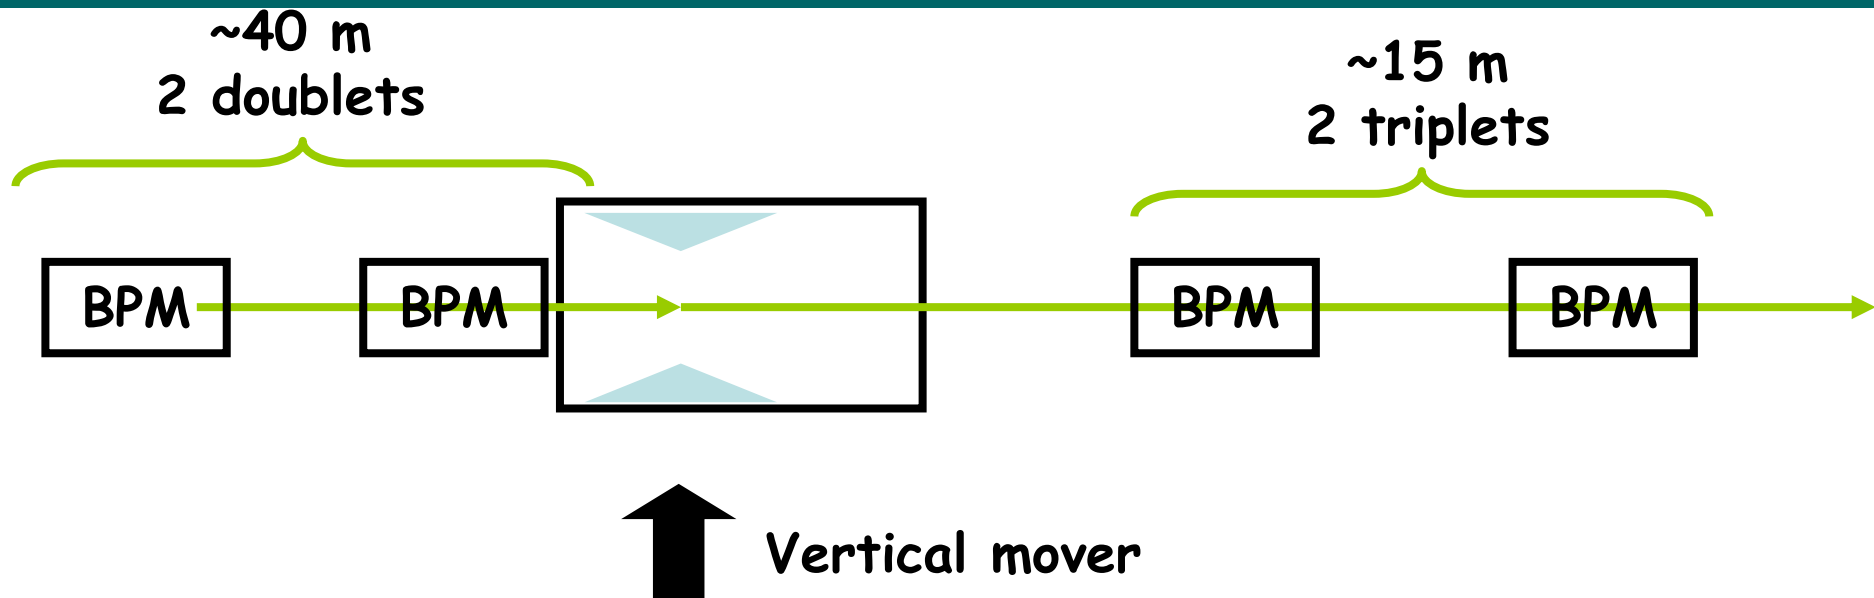 ~40 m
2 doublets
~15 m
2 triplets
BPM
BPM
BPM
BPM
Vertical mover